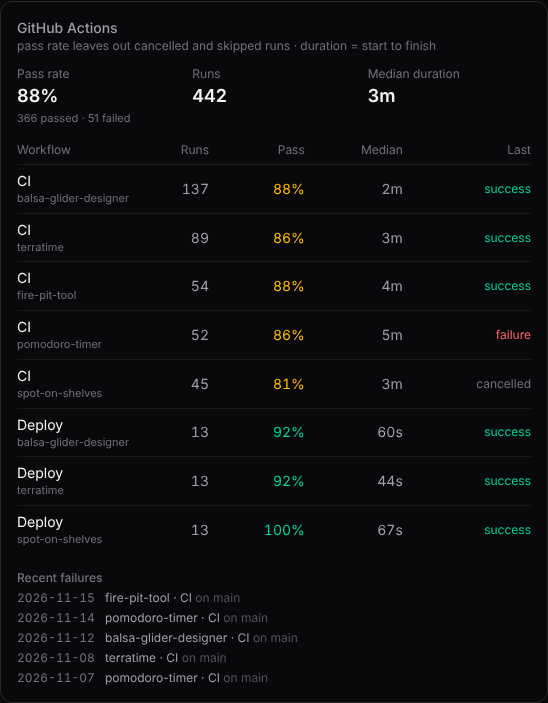 GitHub Actions
pass rate leaves out cancelled and skipped runs · duration = start to finish
Pass rate Runs Median duration
88% 442 3m
366 passed · 51 failed
Workflow Runs Pass Median Last
CI
balsa-glider-designer
137 88% 2m success
CI
terratime
89 86% 3m success
CI
fire-pit-tool
54 88% 4m success
CI
pomodoro-timer
52 86% 5m failure
CI
spot-on-shelves
45 81% 3m cancelled
Deploy
balsa-glider-designer
13 92% 60s success
Deploy
terratime
13 92% 44s success
Deploy
spot-on-shelves
13 100% 67s success
Recent failures
2026-11-15 fire-pit-tool · CI on main
2026-11-14 pomodoro-timer · CI on main
2026-11-12 balsa-glider-designer · CI on main
2026-11-08 terratime · CI on main
2026-11-07 pomodoro-timer · CI on main